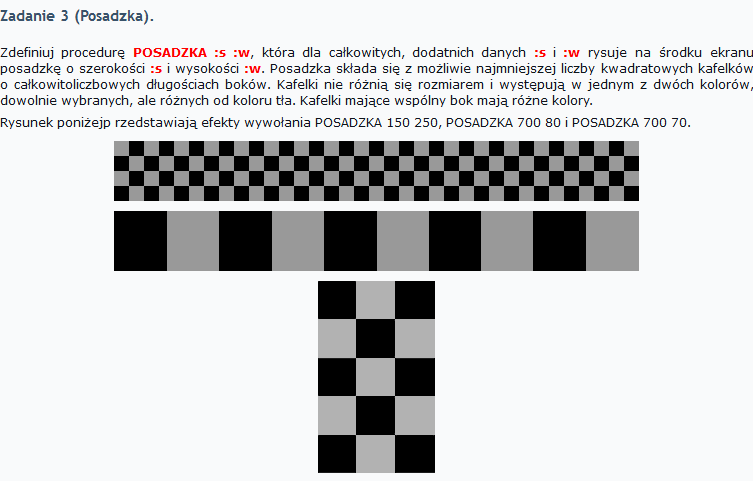 Zadanie 3 (Posadzka).
Zdefiniuj procedurę POSADZKA :s :w, która dla całkowitych, dodatnich danych :s i :w rysuje na środku ekranu
posadzkę o szerokości :s i wysokości :w. Posadzka składa się z możliwie najmniejszej liczby kwadratowych kafelków
o całkowitoliczbowych długościach boków. Kafelki nie różnią się rozmiarem i występują w jednym z dwóch kolorów,
dowolnie wybranych, ale różnych od koloru tła. Kafelki mające wspólny bok mają różne kolory.
Rysunek poniżejp rzedstawiają efekty wywołania POSADZKA 150 250, POSADZKA 700 80 i POSADZKA 700 70.